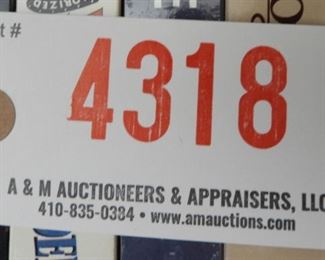 t #
4318
A & M AUCTIONEERS & APPRAISERS, LLC
410-835-0384 • www.amauctions.com